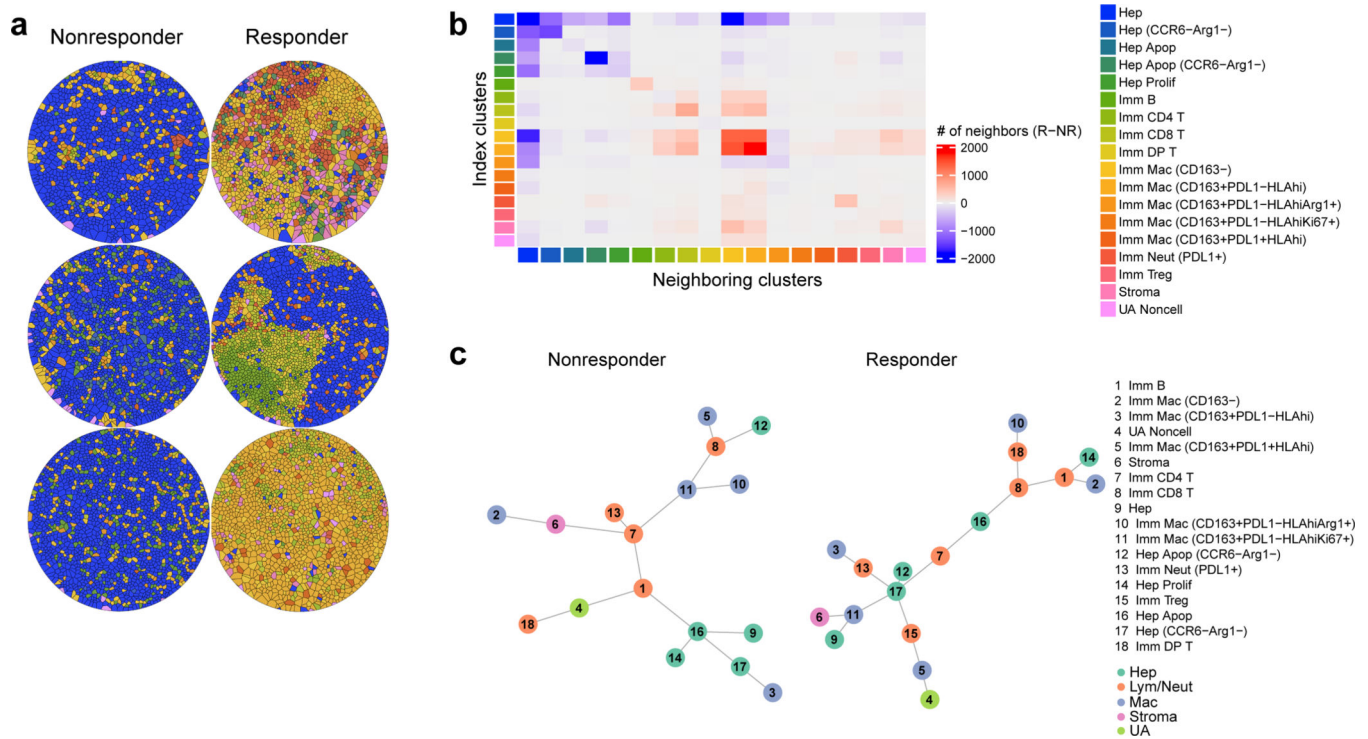 a
Nonresponder
Responder
b
Index clusters
Neighboring clusters
# of neighbors (R−NR)
2000
1000
0
−1000
−2000
Hep
Hep (CCR6−Arg1−)
Hep Apop
Hep Apop (CCR6−Arg1−)
Hep Prolif
Imm B
Imm CD4 T
Imm CD8 T
Imm DP T
Imm Mac (CD163−)
Imm Mac (CD163+PDL1−HLAhi)
Imm Mac (CD163+PDL1−HLAhiArg1+)
Imm Mac (CD163+PDL1−HLAhiKi67+)
Imm Mac (CD163+PDL1+HLAhi)
Imm Neut (PDL1+)
Imm Treg
Stroma
UA Noncell
c
Nonresponder
5
12
8
11
10
2
6
13
7
1
4
18
16
9
14
17
3
Responder
10
18
14
1
2
8
16
3
13
12
7
17
6
11
9
15
5
4
1 Imm B
2 Imm Mac (CD163−)
3 Imm Mac (CD163+PDL1−HLAhi)
4 UA Noncell
5 Imm Mac (CD163+PDL1+HLAhi)
6 Stroma
7 Imm CD4 T
8 Imm CD8 T
9 Hep
10 Imm Mac (CD163+PDL1−HLAhiArg1+)
11 Imm Mac (CD163+PDL1−HLAhiKi67+)
12 Hep Apop (CCR6−Arg1−)
13 Imm Neut (PDL1+)
14 Hep Prolif
15 Imm Treg
16 Hep Apop
17 Hep (CCR6−Arg1−)
18 Imm DP T
Hep
Lym/Neut
Mac
Stroma
UA